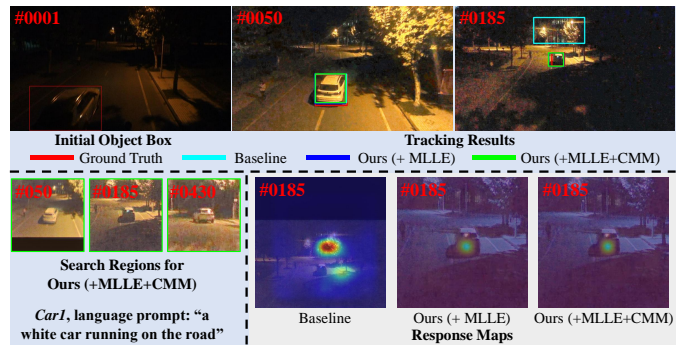 #0001 #0050 #0185
Initial Object Box Tracking Results
Ground Truth Baseline Ours (+ MLLE) Ours (+MLLE+CMM)
#050 #0185 #0430
Search Regions for
Ours (+MLLE+CMM)
Car1, language prompt: “a
white car running on the road”
#0185 #0185 #0185
Baseline Ours (+ MLLE) Ours (+MLLE+CMM)
Response Maps